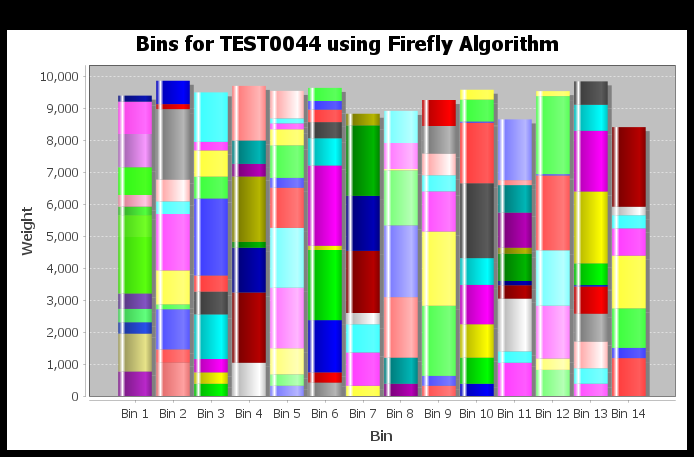 Bins for TEST0044 using Firefly Algorithm
10,000
9,000
8,000
7,000
6,000
5,000
4,000
3,000
2,000
1,000
0
Weight
Bin 1 Bin 2 Bin 3 Bin 4 Bin 5 Bin 6 Bin 7 Bin 8 Bin 9 Bin 10 Bin 11 Bin 12 Bin 13 Bin 14
Bin